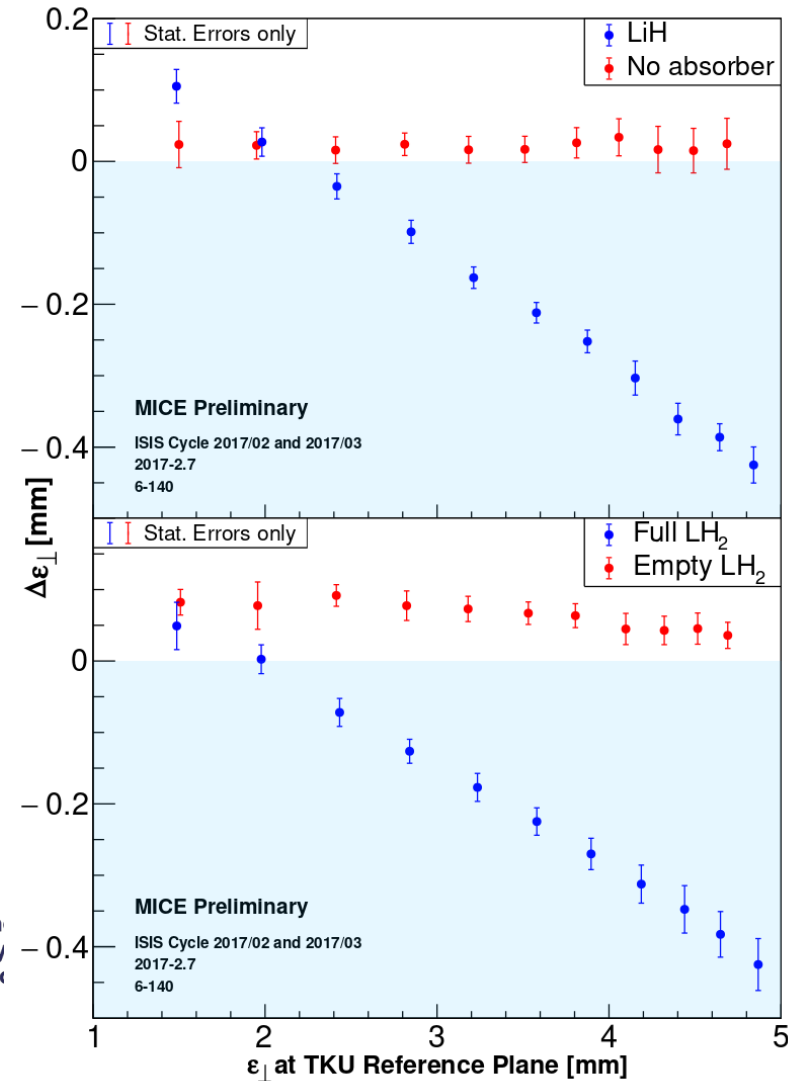 0.2
Stat. Errors only
LiH
No absorber
0
− 0.2
MICE Preliminary
ISIS Cycle 2017/02 and 2017/03
2017-2.7
6-140
− 0.4
Δε⊥ [mm]
Stat. Errors only
Full LH2
Empty LH2
0
− 0.2
MICE Preliminary
ISIS Cycle 2017/02 and 2017/03
2017-2.7
6-140
− 0.4
1 2 3 4 5
ε⊥ at TKU Reference Plane [mm]